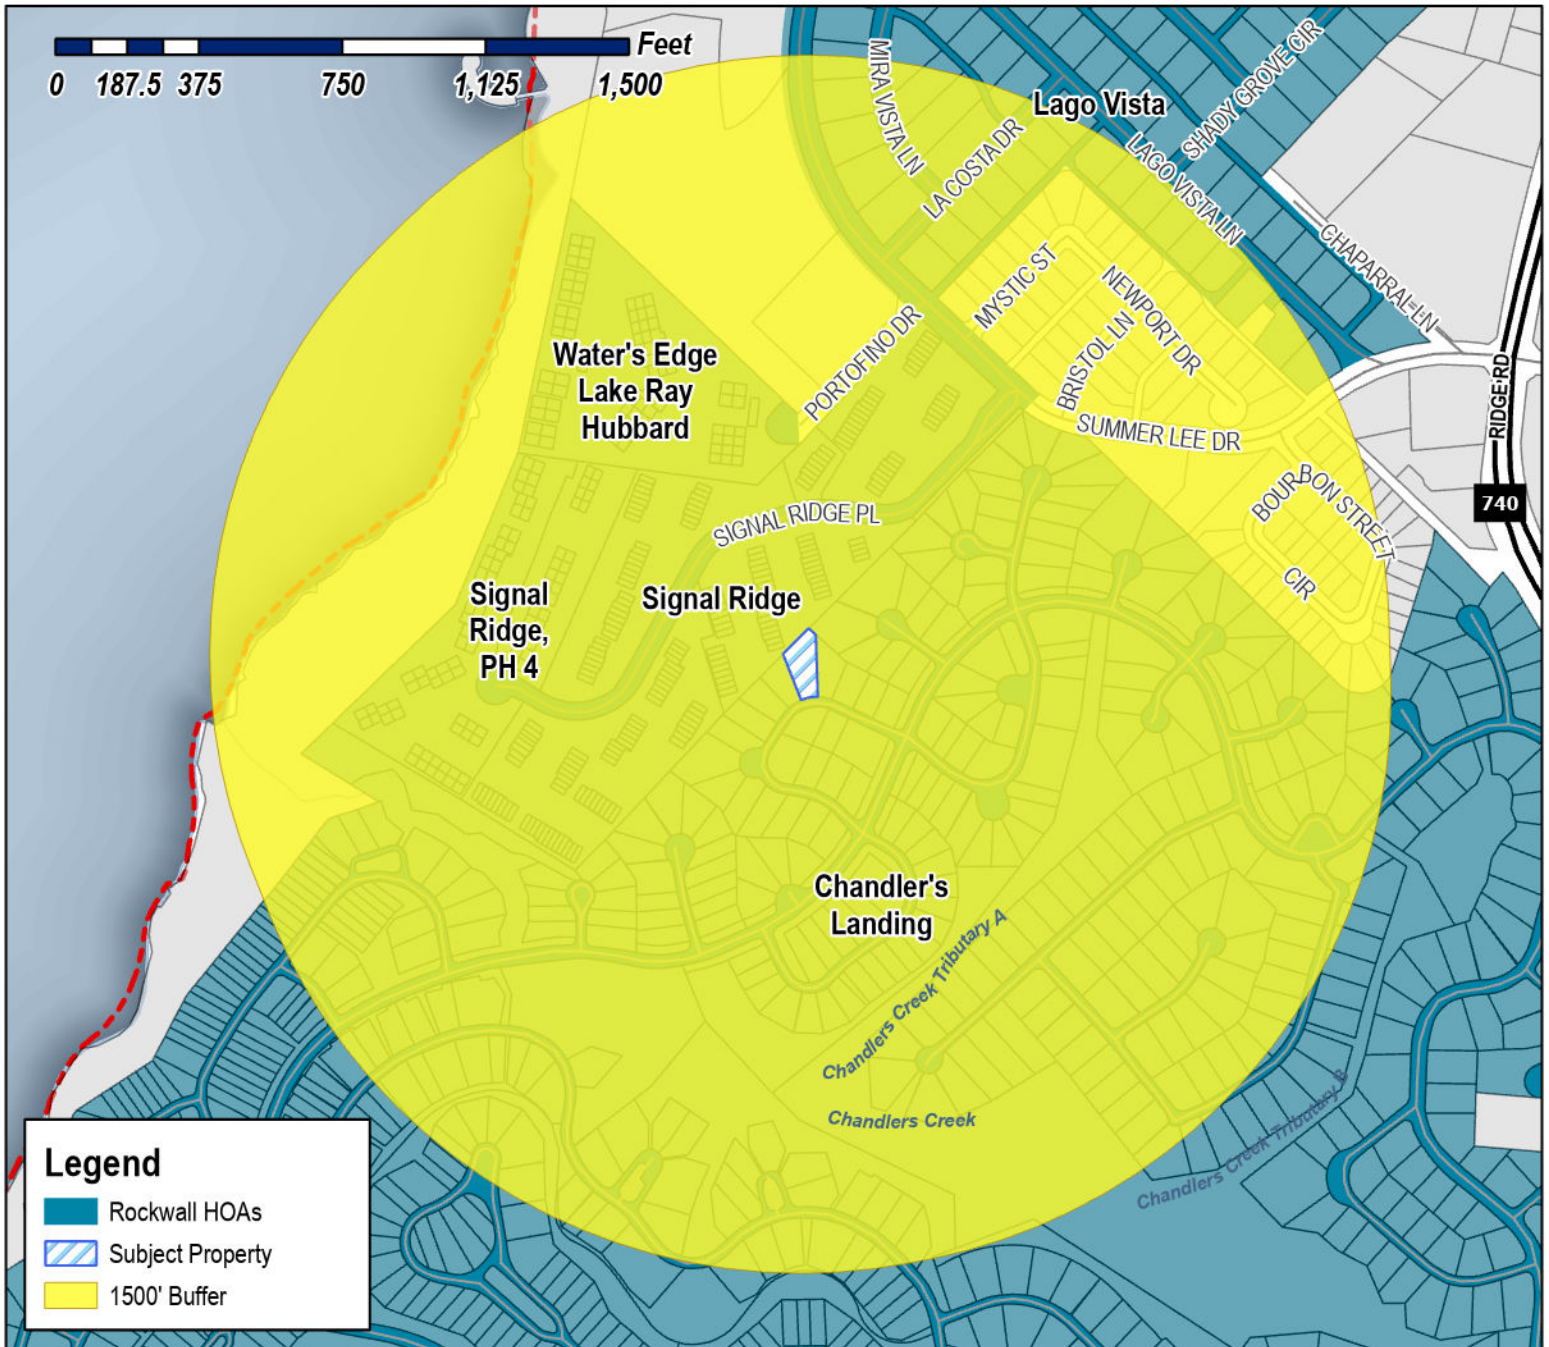 Feet
0 187.5 375 750 1,125 1,500
MIRA VISTA LN
Lago Vista
SHADY GROVE CIR
LA COSTA DR
LAGO VISTA LN
CHAPARRAL LN
MYSTIC ST
NEWPORT DR
BRISTOL LN
PORTOFINO DR
Water's Edge
Lake Ray
Hubbard
SUMMER LEE DR
RIDGE RD
740
BOURBON STREET
CIR
SIGNAL RIDGE PL
Signal
Ridge,
PH 4
Signal Ridge
Chandler's
Landing
Chandlers Creek Tributary A
Chandlers Creek
Chandlers Creek Tributary B
Legend
Rockwall HOAs
Subject Property
1500' Buffer